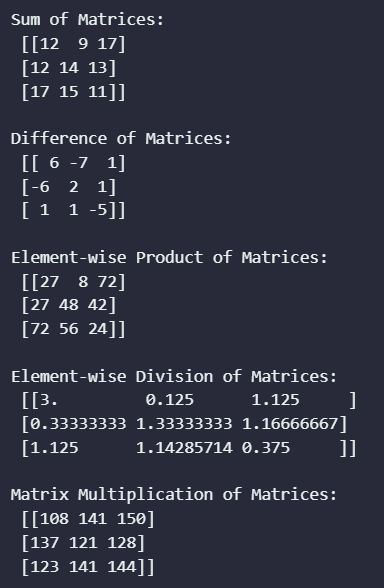 Sum of Matrices:
 [[12  9 17]
 [12 14 13]
 [17 15 11]]

Difference of Matrices:
 [[ 6 -7  1]
 [-6  2  1]
 [ 1  1 -5]]

Element-wise Product of Matrices:
 [[27  8 72]
 [27 48 42]
 [72 56 24]]

Element-wise Division of Matrices:
 [[3.         0.125      1.125     ]
 [0.33333333 1.33333333 1.16666667]
 [1.125      1.14285714 0.375     ]]

Matrix Multiplication of Matrices:
 [[108 141 150]
 [137 121 128]
 [123 141 144]]